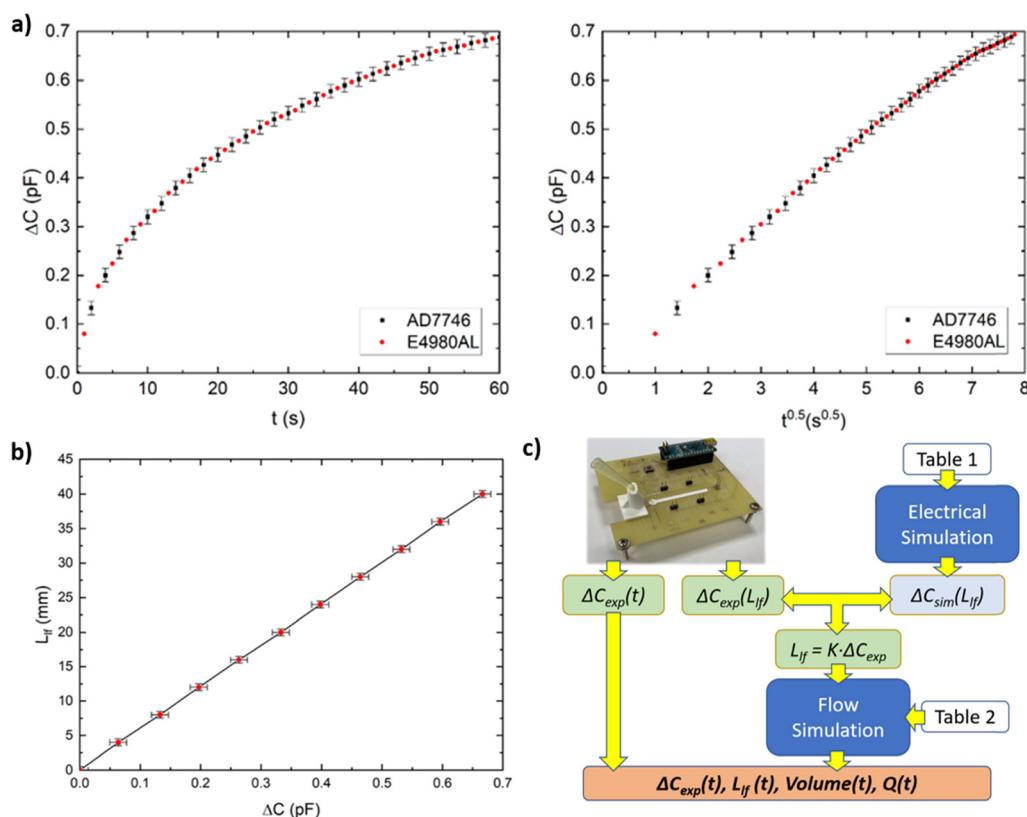 a)
0.7
0.6
0.5
0.4
0.3
0.2
0.1
0.0
ΔC (pF)
0 10 20 30 40 50 60
t (s)
AD7746
E4980AL
0.7
0.6
0.5
0.4
0.3
0.2
0.1
0.0
ΔC (pF)
0 1 2 3 4 5 6 7 8
t^0.5(s^0.5)
AD7746
E4980AL
b)
45
40
35
30
25
20
15
10
5
0
L_lf (mm)
0.0 0.1 0.2 0.3 0.4 0.5 0.6 0.7
ΔC (pF)
c)
Table 1
Electrical
Simulation
ΔC_exp(t)
ΔC_exp(L_lf)
ΔC_sim(L_lf)
L_lf = K·ΔC_exp
Flow
Simulation
Table 2
ΔC_exp(t), L_lf (t), Volume(t), Q(t)